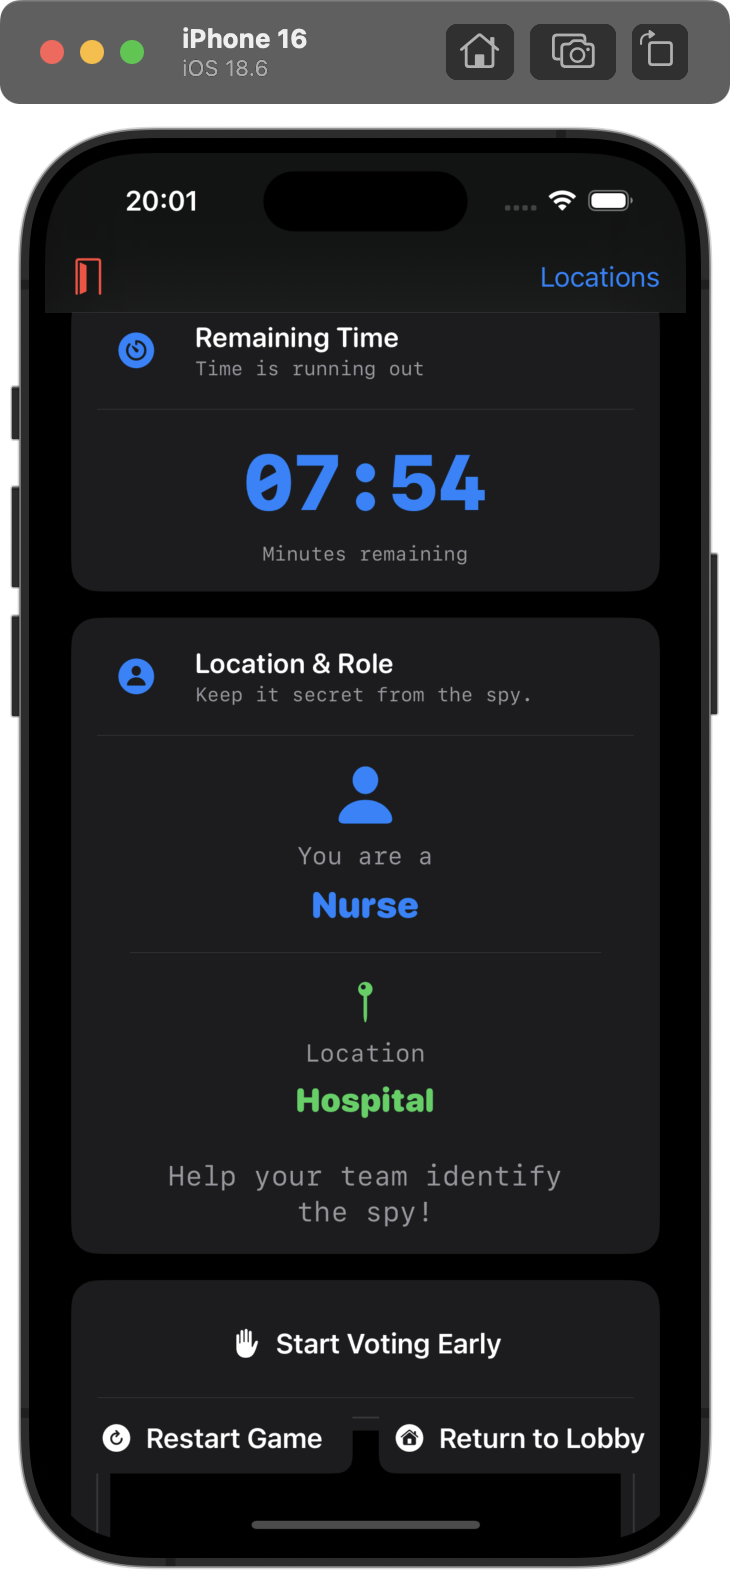 iPhone 16
iOS 18.6
20:01
Locations
Remaining Time
Time is running out
07:54
Minutes remaining
Location & Role
Keep it secret from the spy.
You are a
Nurse
Location
Hospital
Help your team identify
the spy!
Start Voting Early
Restart Game
Return to Lobby